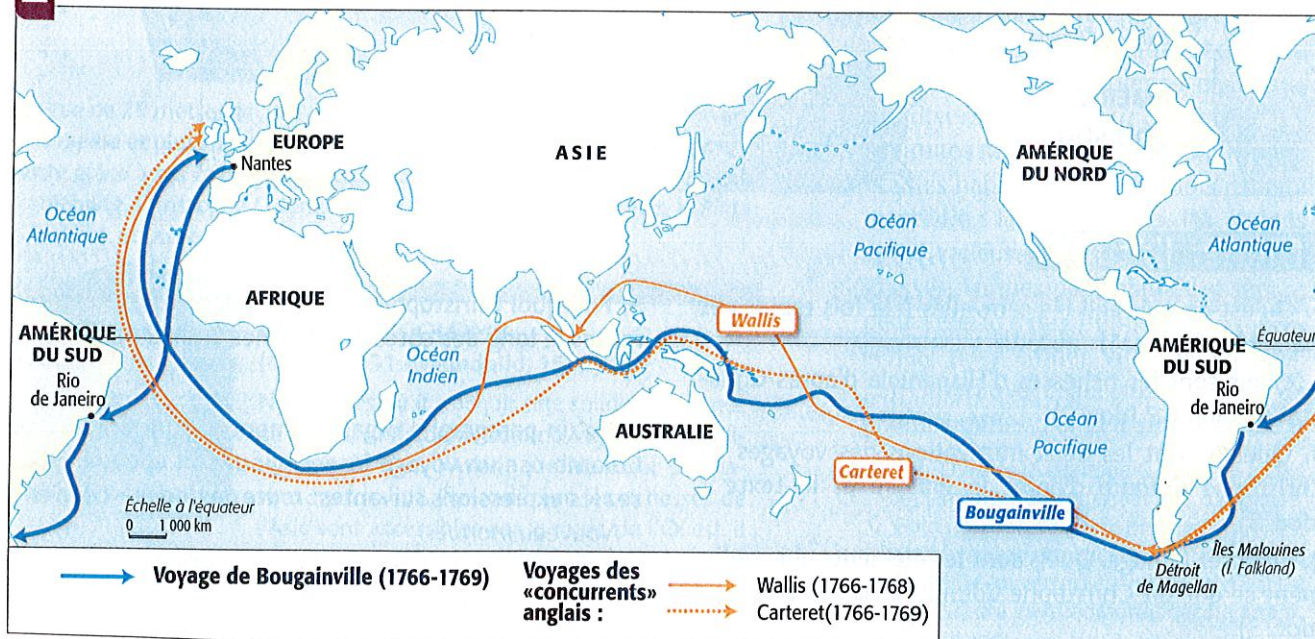 EUROPE
Nantes
ASIE
AMÉRIQUE
DU NORD
Océan
Atlantique
Océan
Pacifique
Océan
Atlantique
AFRIQUE
Wallis
AMÉRIQUE
DU SUD
Rio
de Janeiro
Océan
Indien
Équateur
AMÉRIQUE
DU SUD
Rio
de Janeiro
AUSTRALIE
Océan
Pacifique
Carteret
Bougainville
Échelle à l'équateur
0 1 000 km
Îles Malouines
(Î. Falkland)
Détroit
de Magellan
Voyage de Bougainville (1766-1769)
Voyages des
«concurrents»
anglais :
Wallis (1766-1768)
Carteret(1766-1769)